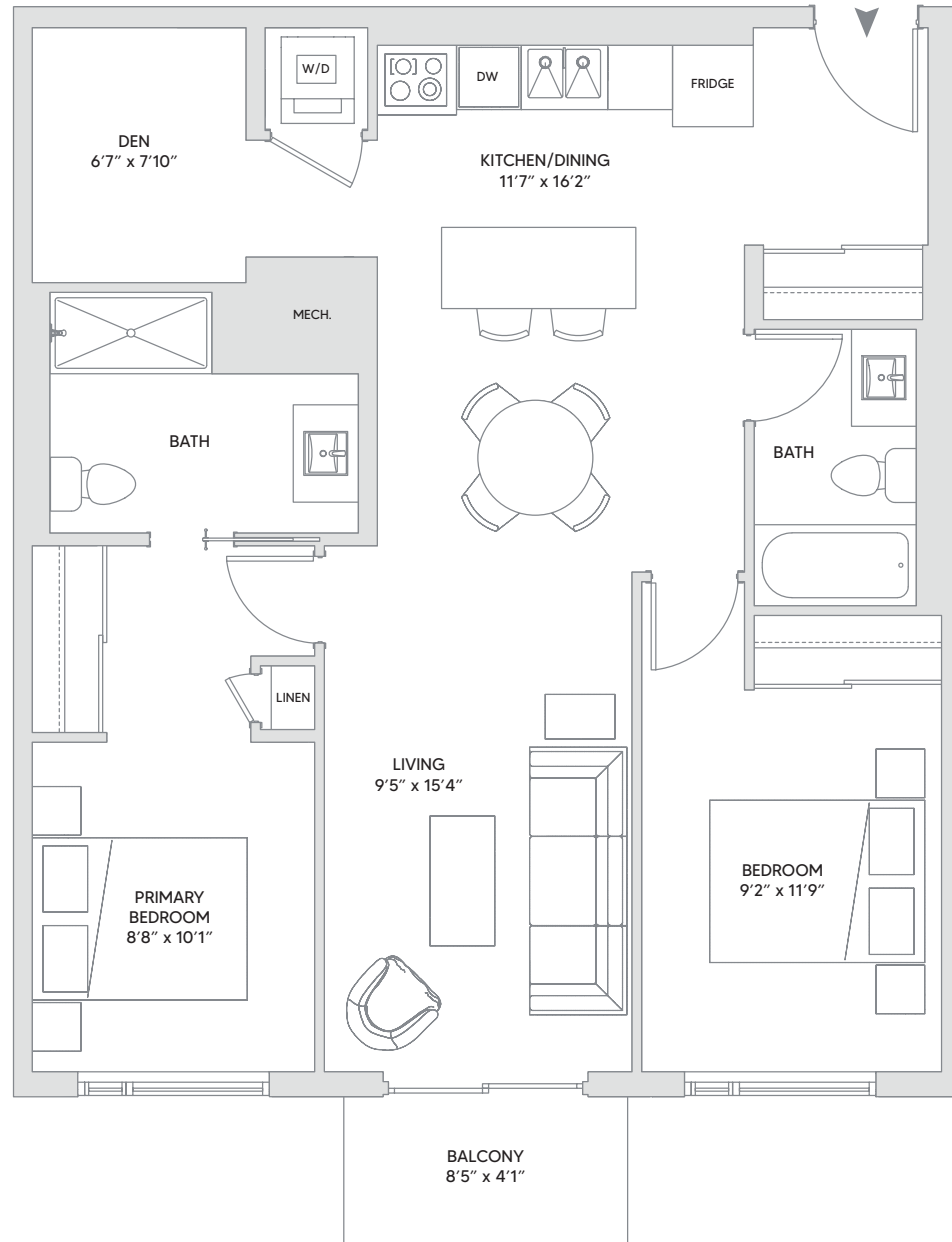 W/D
DW
FRIDGE
DEN
6’7” x 7’10”
KITCHEN/DINING
11’7” x 16’2”
MECH.
BATH
BATH
LINEN
LIVING
9’5” x 15’4”
PRIMARY
BEDROOM
8’8” x 10’1”
BEDROOM
9’2” x 11’9”
BALCONY
8’5” x 4’1”